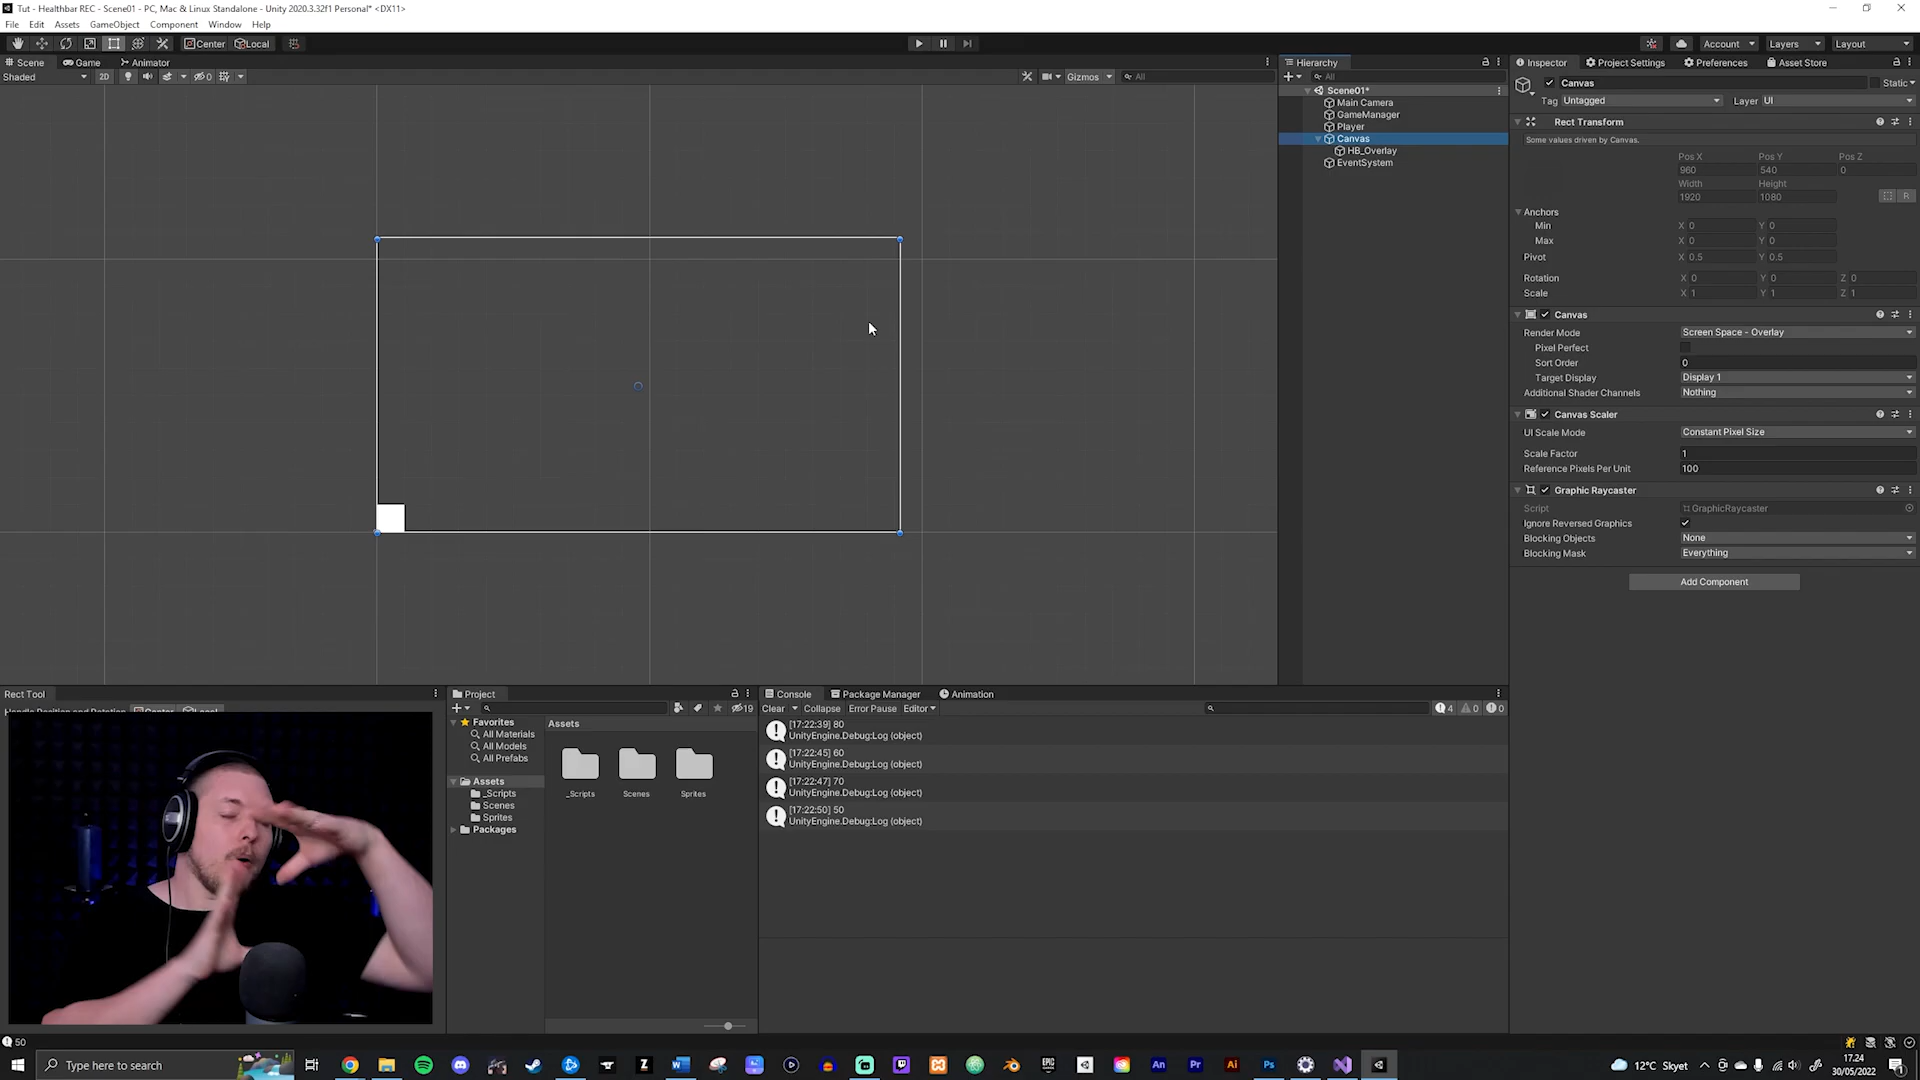 Tut - Healthbar REC - Scene01 - PC, Mac & Linux Standalone - Unity 2020.3.32f1 Personal* <DX11>
File Edit Assets GameObject Component Window Help
Center Local
Account Layers Layout
Scene Game Animator
Shaded 2D 0 Gizmos All
Hierarchy
All
Scene01*
Main Camera
GameManager
Player
Canvas
HB_Overlay
EventSystem
Inspector Project Settings Preferences Asset Store
Canvas Static
Tag Untagged Layer UI
Rect Transform
Some values driven by Canvas.
Pos X Pos Y Pos Z
960 540 0
Width Height
1920 1080 R
Anchors
Min X 0 Y 0
Max X 0 Y 0
Pivot X 0.5 Y 0.5
Rotation X 0 Y 0 Z 0
Scale X 1 Y 1 Z 1
Canvas
Render Mode Screen Space - Overlay
Pixel Perfect
Sort Order 0
Target Display Display 1
Additional Shader Channels Nothing
Canvas Scaler
UI Scale Mode Constant Pixel Size
Scale Factor 1
Reference Pixels Per Unit 100
Graphic Raycaster
Script GraphicRaycaster
Ignore Reversed Graphics
Blocking Objects None
Blocking Mask Everything
Add Component
Rect Tool
Project
19
Favorites
All Materials
All Models
All Prefabs
Assets
_Scripts
Scenes
Sprites
Packages
Assets
_Scripts Scenes Sprites
Console Package Manager Animation
Clear Collapse Error Pause Editor 4 0 0
[17:22:39] 80
UnityEngine.Debug:Log (object)
[17:22:45] 60
UnityEngine.Debug:Log (object)
[17:22:47] 70
UnityEngine.Debug:Log (object)
[17:22:50] 50
UnityEngine.Debug:Log (object)
50
Type here to search
12°C Skyet
17.24
30/05/2022